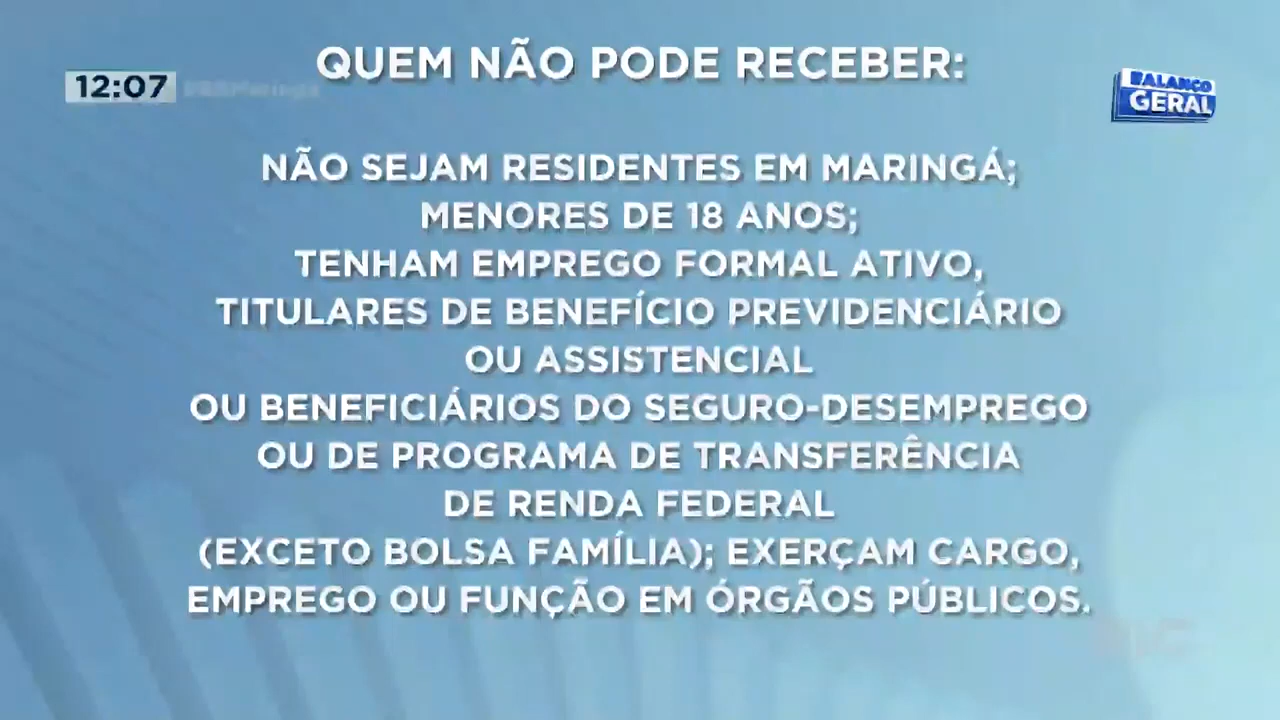 QUEM NÃO PODE RECEBER:
12:07
BALANÇO
GERAL
NÃO SEJAM RESIDENTES EM MARINGÁ;
MENORES DE 18 ANOS;
TENHAM EMPREGO FORMAL ATIVO,
TITULARES DE BENEFÍCIO PREVIDENCIÁRIO
OU ASSISTENCIAL
OU BENEFICIÁRIOS DO SEGURO-DESEMPREGO
OU DE PROGRAMA DE TRANSFERÊNCIA
DE RENDA FEDERAL
(EXCETO BOLSA FAMÍLIA); EXERÇAM CARGO,
EMPREGO OU FUNÇÃO EM ÓRGÃOS PÚBLICOS.